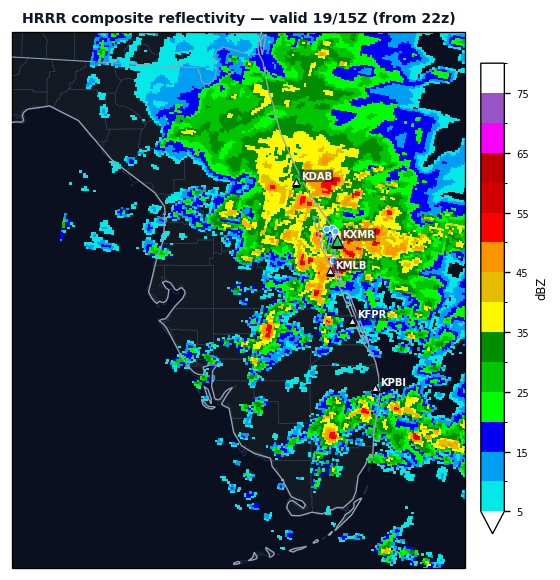 HRRR composite reflectivity — valid 19/15Z (from 22z)
KDAB
KXMR
KMLB
KFPR
KPBI
75
65
55
45
35
25
15
5
dBZ